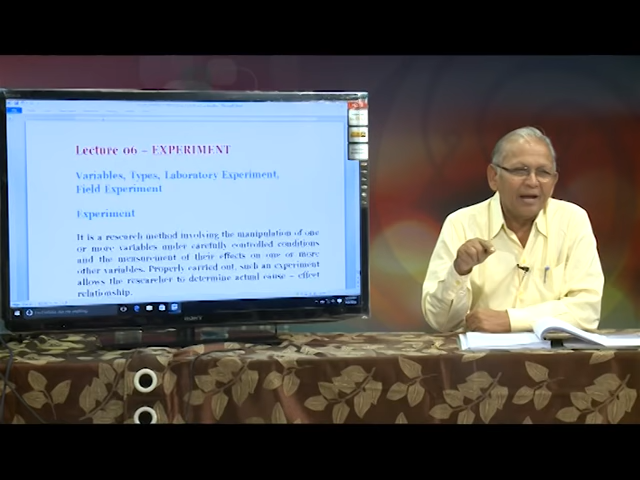 Lecture 06 – EXPERIMENT
Variables, Types, Laboratory Experiment,
Field Experiment
Experiment
It is a research method involving the manipulation of one
or more variables under carefully controlled conditions
and the measurement of their effects on one or more
other variables. Properly carried out, such an experiment
allows the researcher to determine actual cause – effect
relationship.
SONY